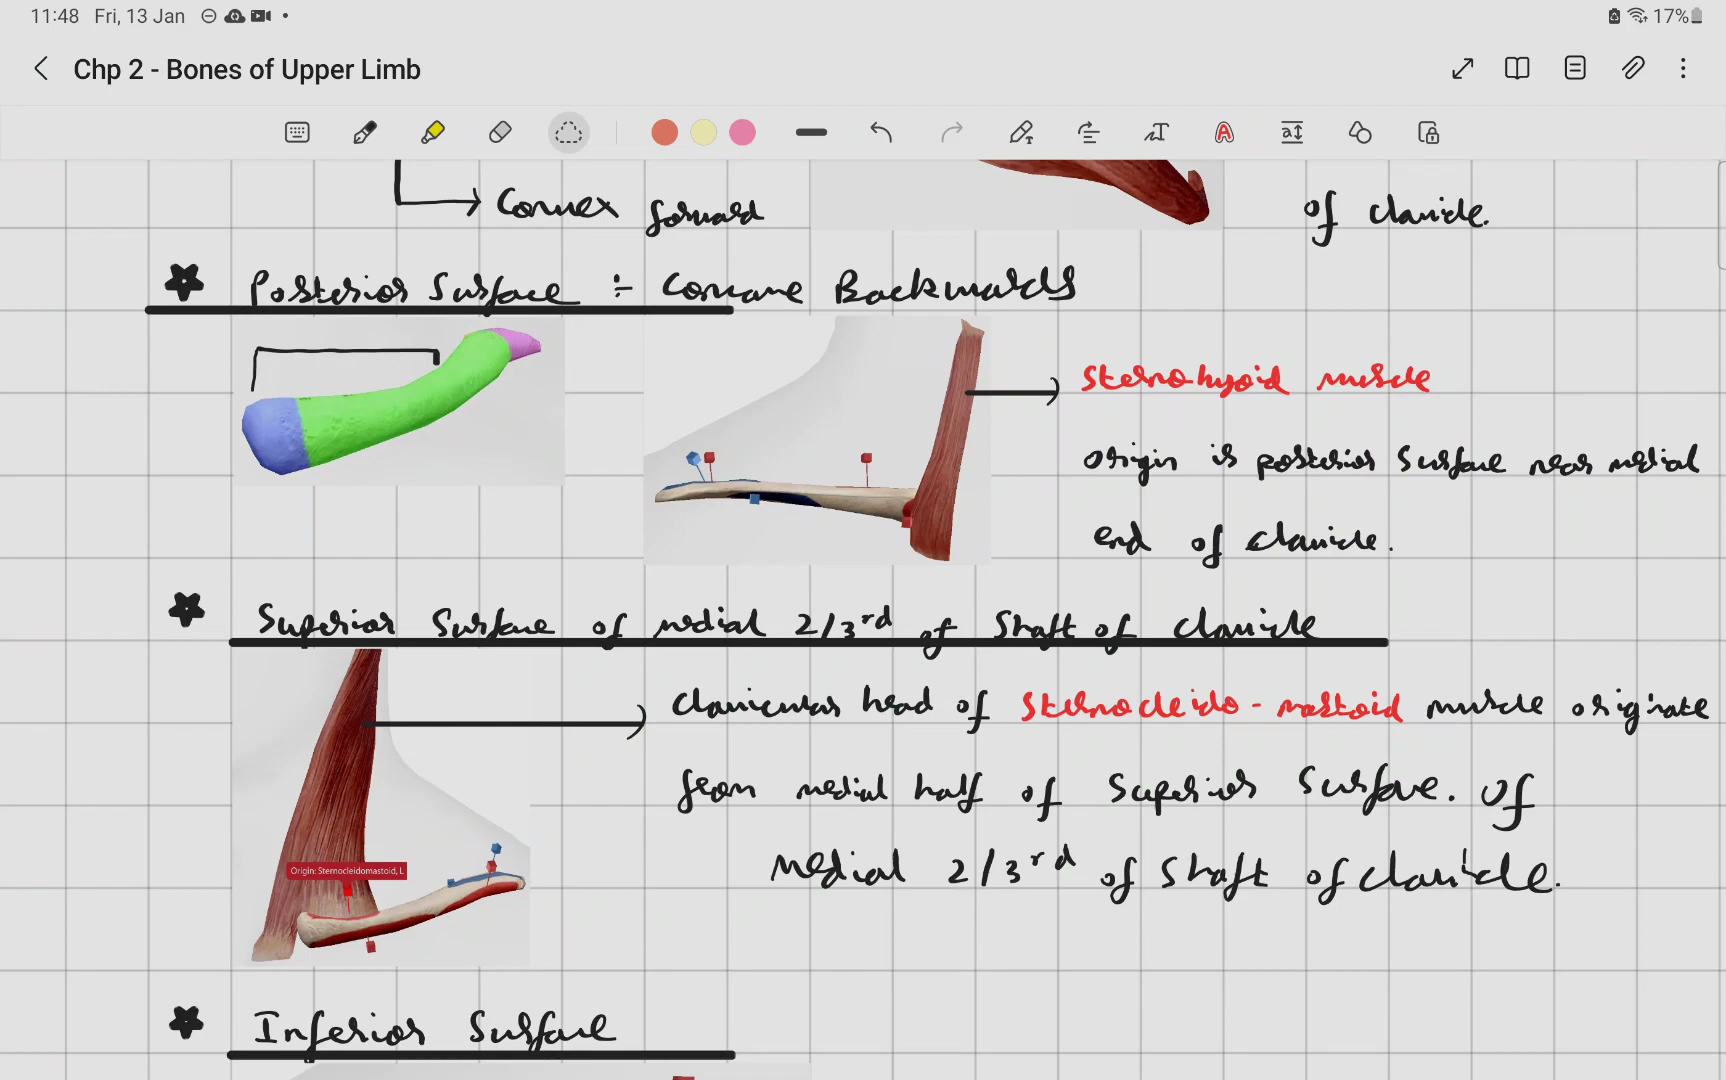 11:48 Fri, 13 Jan
17%
Chp 2 - Bones of Upper Limb
Convex forward
of clavicle.
Posterior Surface :- Concave Backwards
Sternohyoid muscle
origin is posterior surface near medial
end of clavicle.
Superior Surface of medial 2/3rd of Shaft of clavicle
Clavicular head of Sternocleido-mastoid muscle originate
from medial half of Superior Surface. of
Origin: Sternocleidomastoid, L
medial 2/3rd of shaft of clavicle.
Inferior Surface